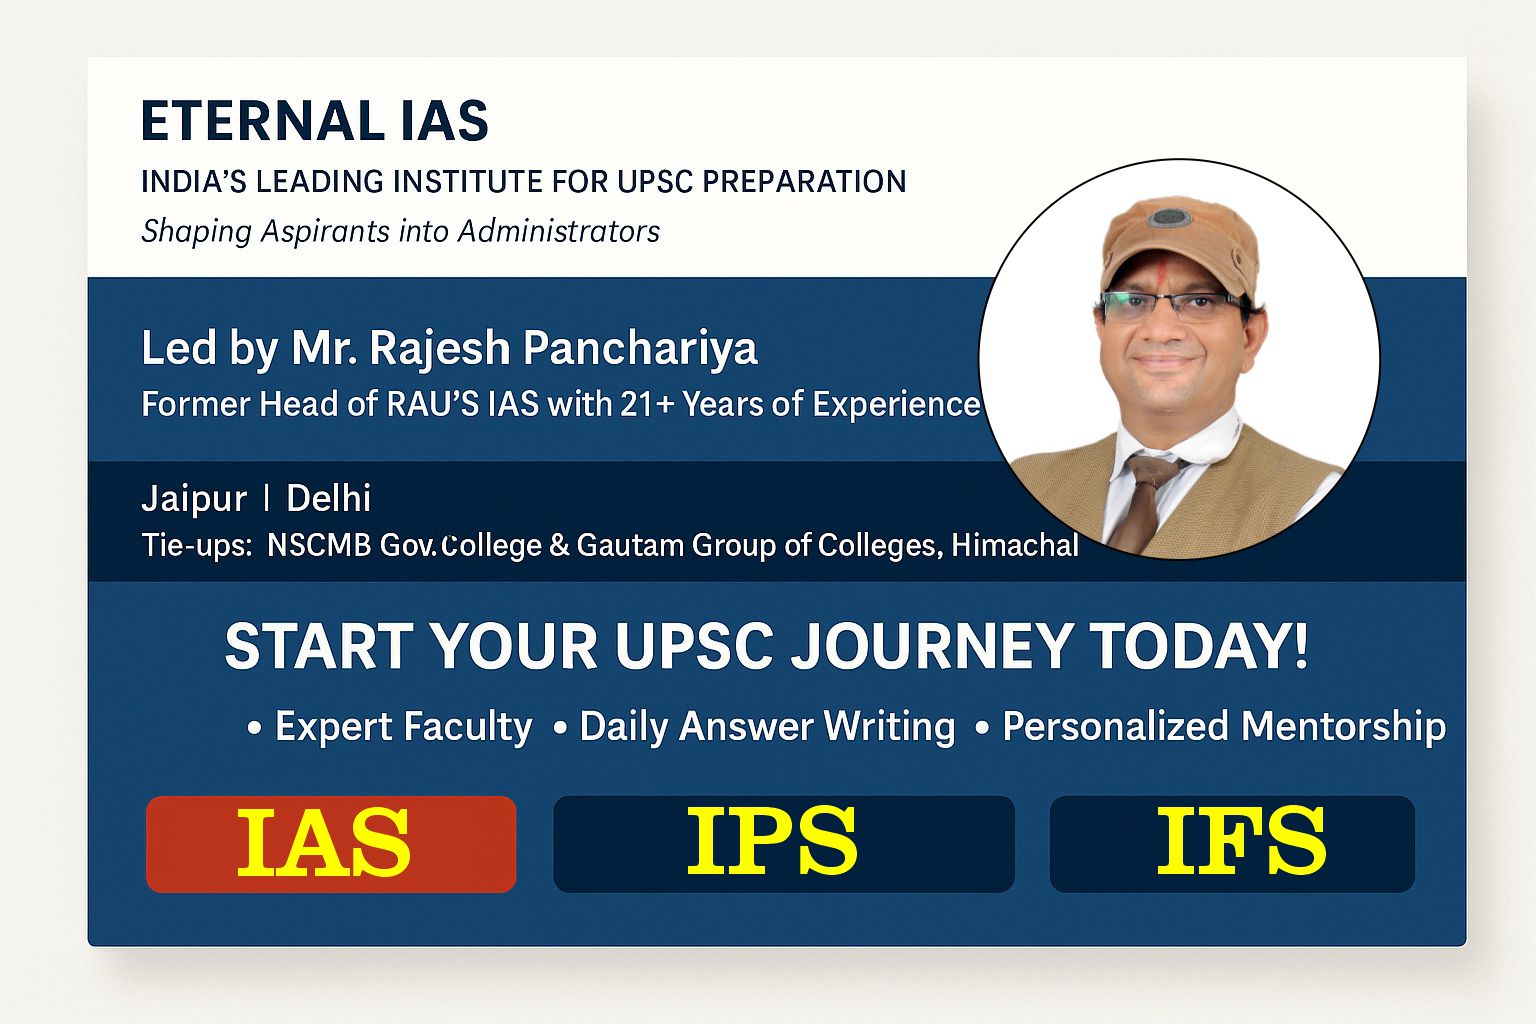 ETERNAL IAS
INDIA'S LEADING INSTITUTE FOR UPSC PREPARATION
Shaping Aspirants into Administrators
Led by Mr. Rajesh Panchariya
Former Head of RAU'S IAS with 21+ Years of Experience
Jaipur | Delhi
Tie-ups: NSCMB Gov.College & Gautam Group of Colleges, Himachal
START YOUR UPSC JOURNEY TODAY!
• Expert Faculty • Daily Answer Writing • Personalized Mentorship
IAS IPS IFS